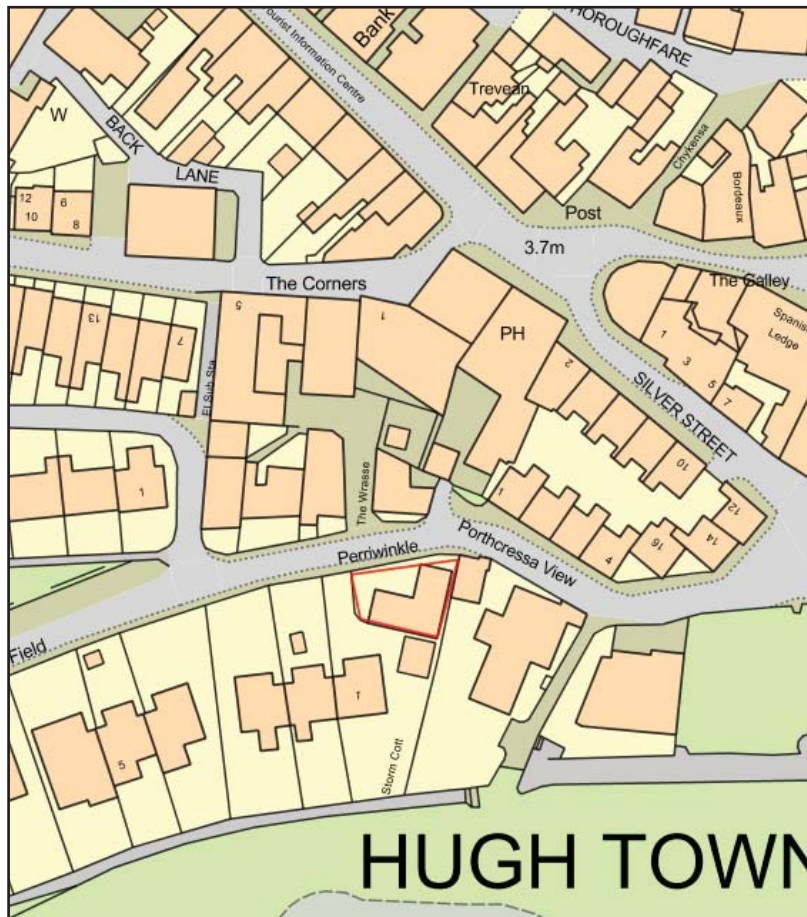 HOROUGHFARE
Bank
Tourist Information Centre
Trevean
W
BACK
LANE
Chykensa
Bordeaux
12
10
6
8
Post
3.7m
The Corners
The Galley
Spanish
Ledge
5
1
PH
13
7
El Sub Sta
1
3
5
7
2
SILVER STREET
10
12
14
16
4
1
1
The Wrasse
Perriwinkle
Porthcressa View
Field
1
5
Storm Cott
HUGH TOWN